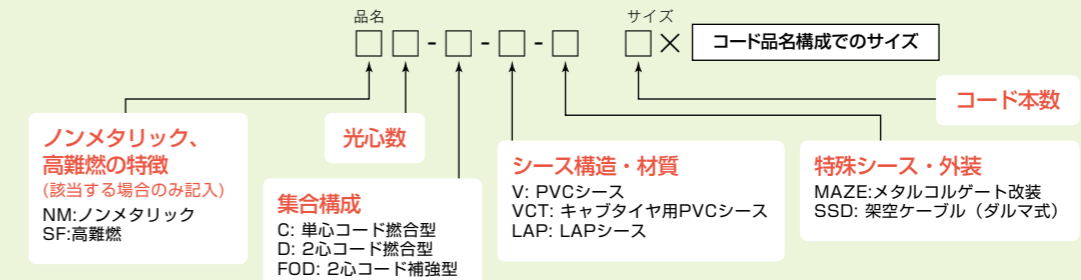 品名
サイズ
□□-□-□-□ □×
コード品名構成でのサイズ
コード本数
ノンメタリック、
高難燃の特徴
(該当する場合のみ記入)
NM:ノンメタリック
SF:高難燃
光心数
集合構成
C: 単心コード撚合型
D: 2心コード撚合型
FOD: 2心コード補強型
シース構造・材質
V: PVCシース
VCT: キャブタイヤ用PVCシース
LAP: LAPシース
特殊シース・外装
MAZE:メタルコルゲート改装
SSD: 架空ケーブル（ダルマ式）